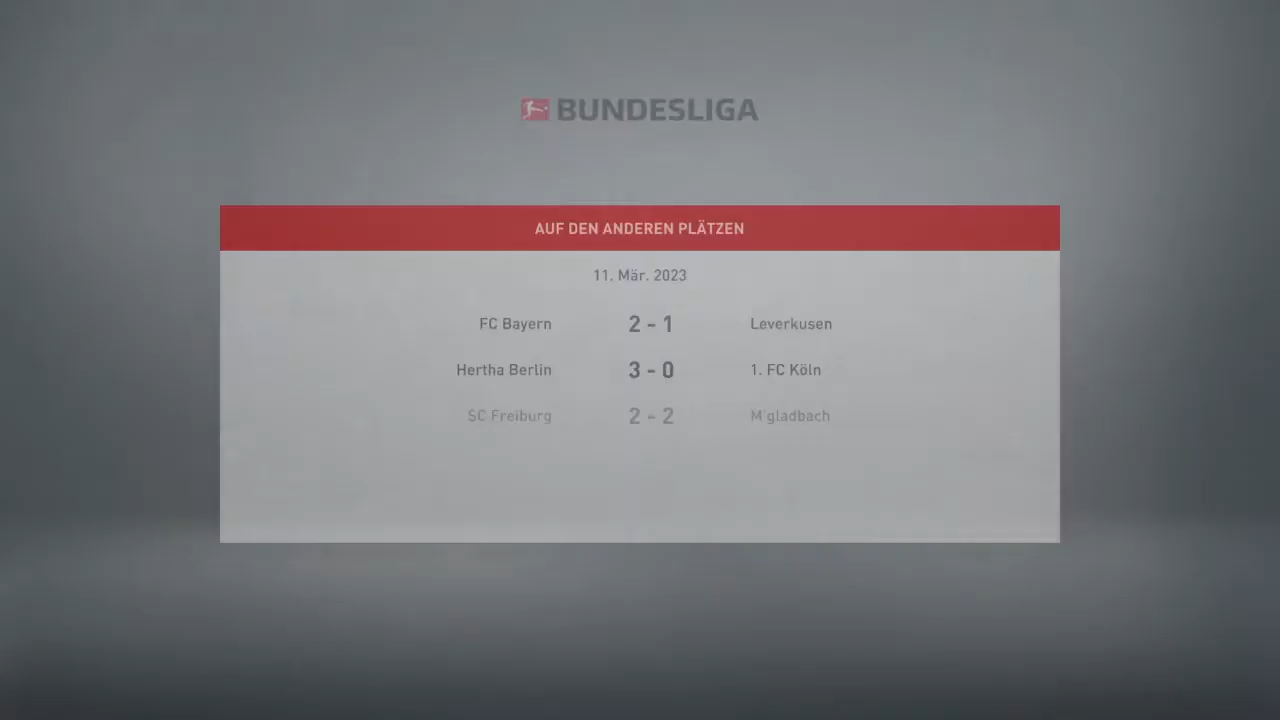 BUNDESLIGA
AUF DEN ANDEREN PLÄTZEN
11. Mär. 2023
FC Bayern 2 - 1 Leverkusen
Hertha Berlin 3 - 0 1. FC Köln
SC Freiburg 2 - 2 M'gladbach